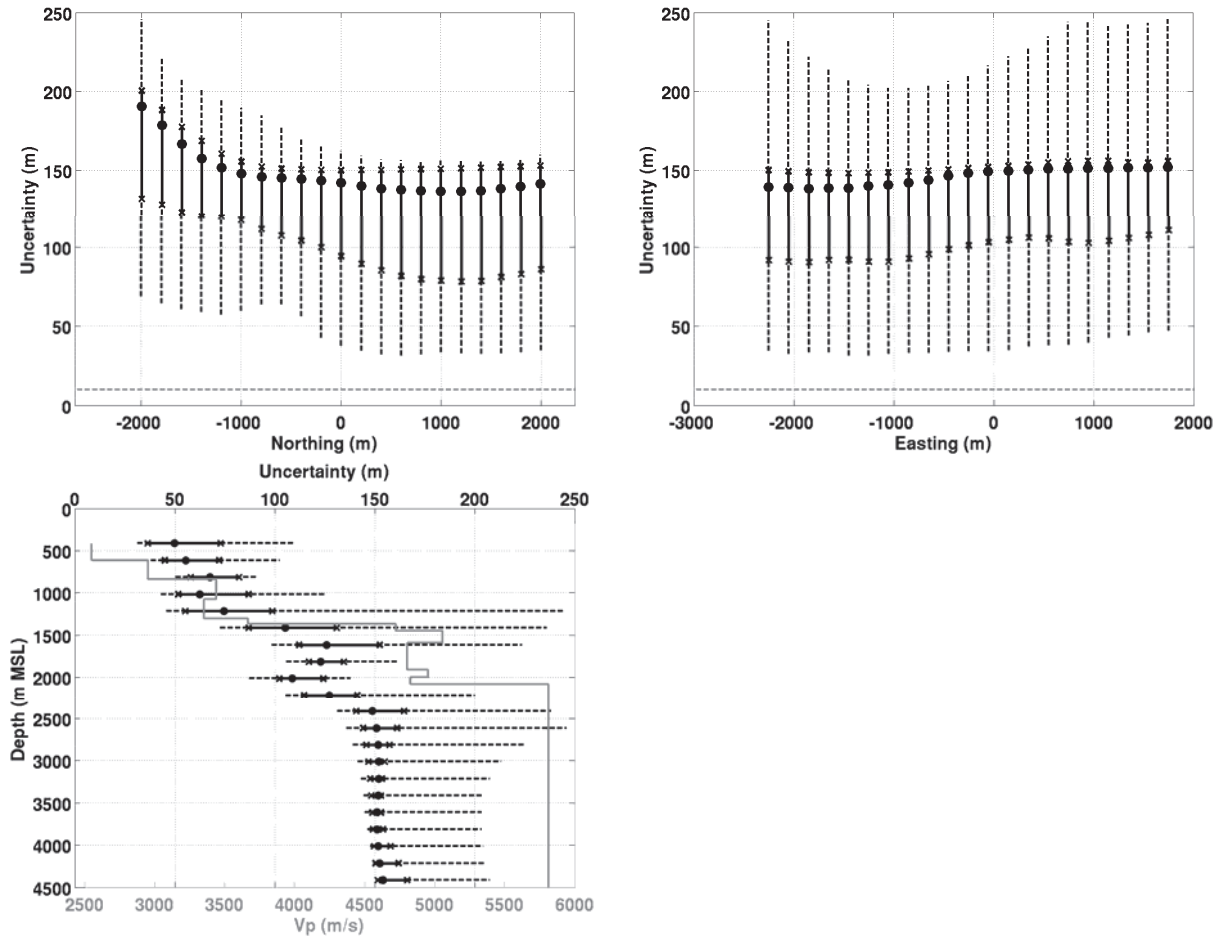 250
200
150
100
50
0
Uncertainty (m)
-2000 -1000 0 1000 2000
Northing (m)
250
200
150
100
50
0
Uncertainty (m)
-3000 -2000 -1000 0 1000 2000
Easting (m)
Uncertainty (m)
0 50 100 150 200 250
0
500
1000
1500
2000
2500
3000
3500
4000
4500
Depth (m MSL)
2500 3000 3500 4000 4500 5000 5500 6000
Vp (m/s)